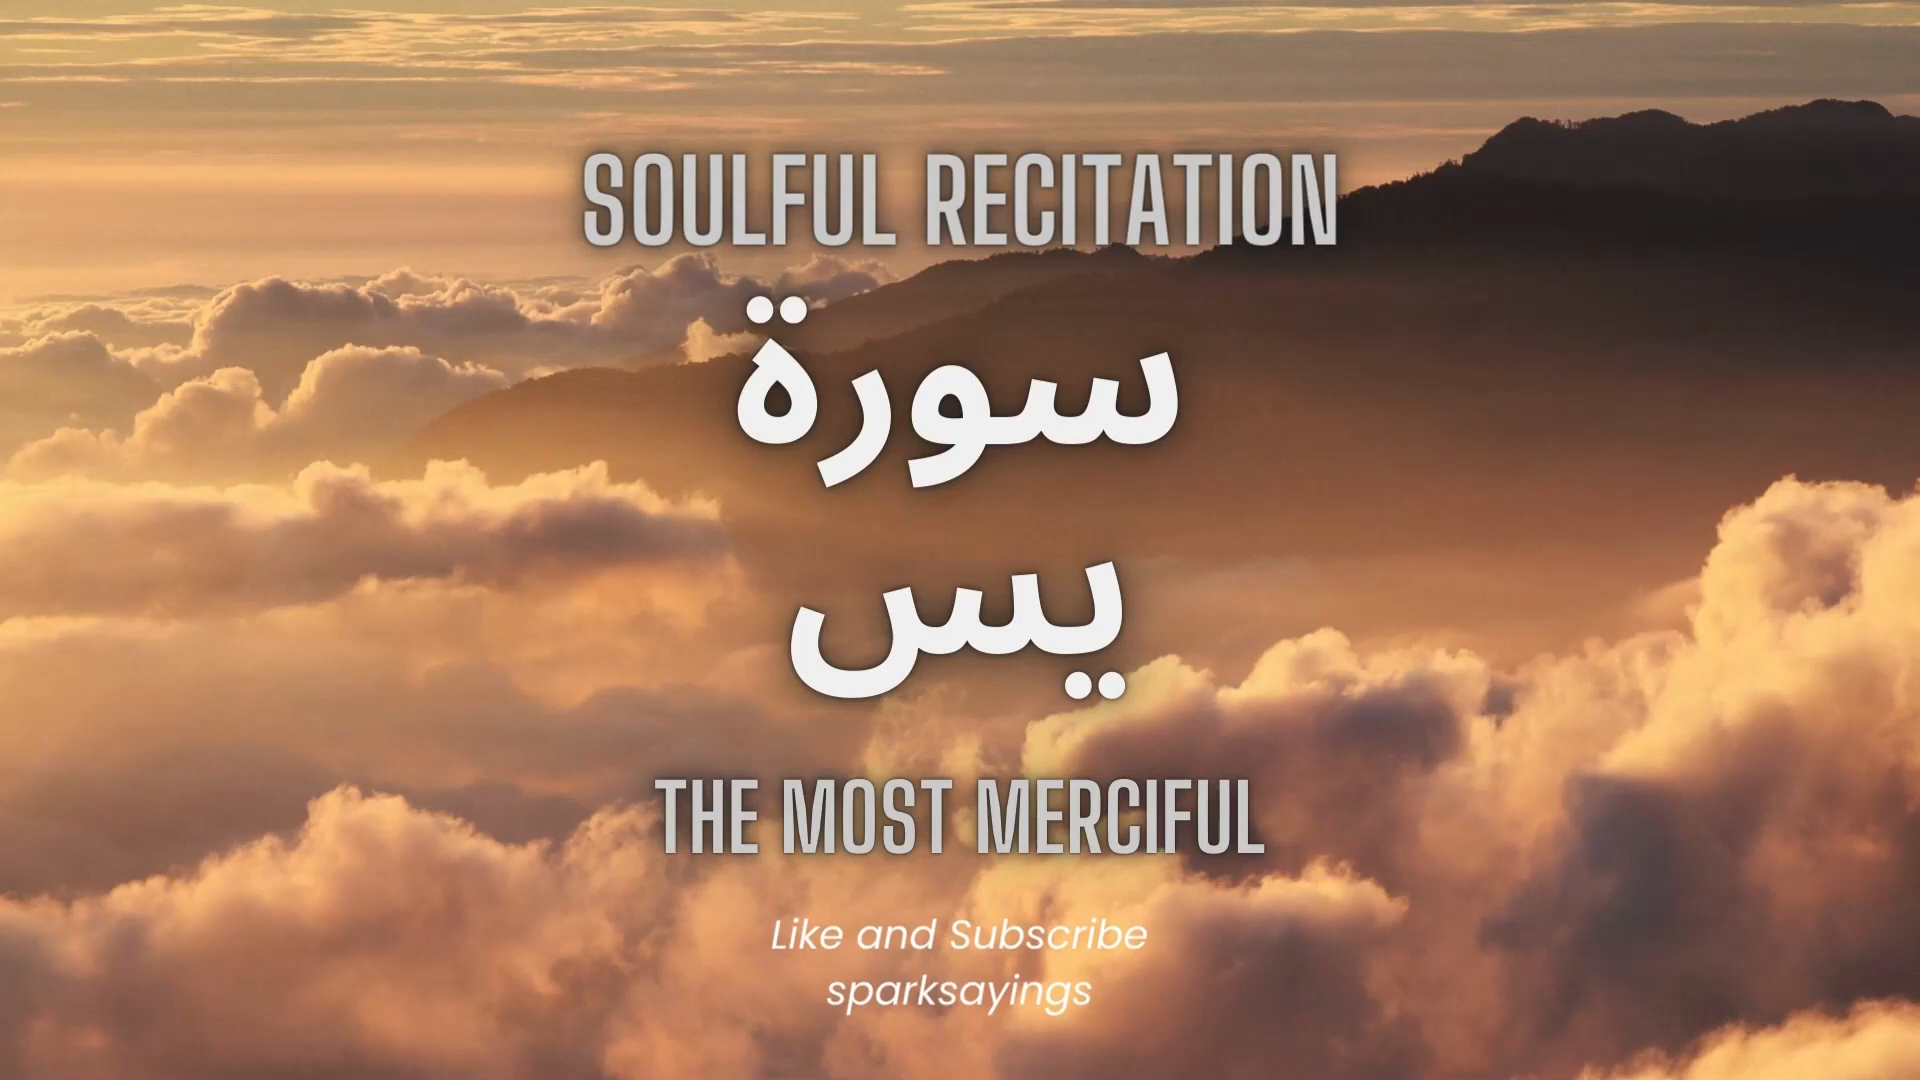 SOULFUL RECITATION
سورة
يس
THE MOST MERCIFUL
Like and Subscribe
sparksayings